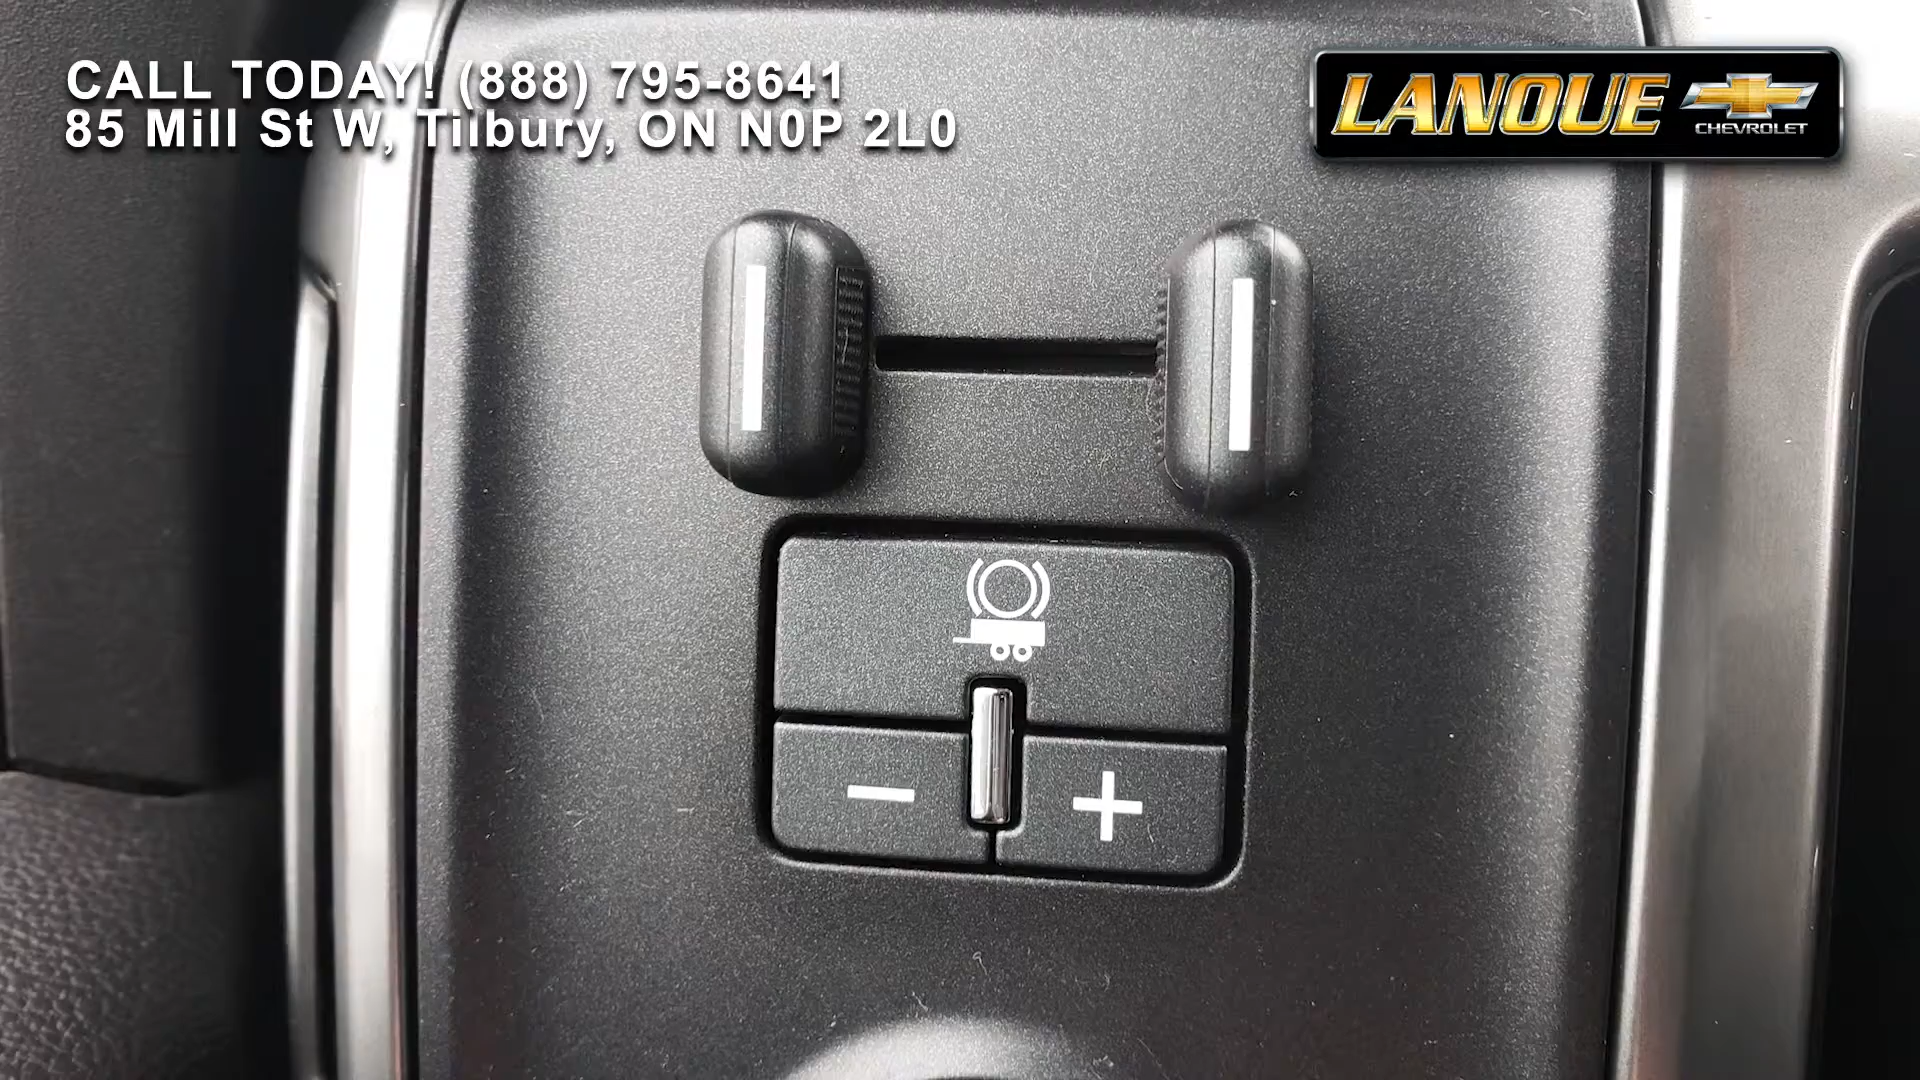 CALL TODAY! (888) 795-8641
85 Mill St W, Tilbury, ON N0P 2L0
LANOUE
CHEVROLET
− +